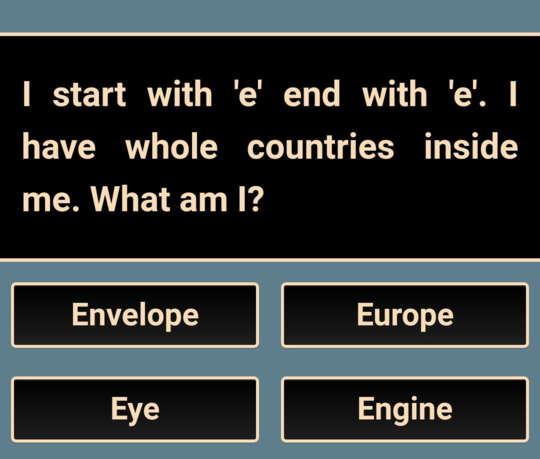 I start with 'e' end with 'e'. I
have whole countries inside
me. What am I?
Envelope
Europe
Eye
Engine